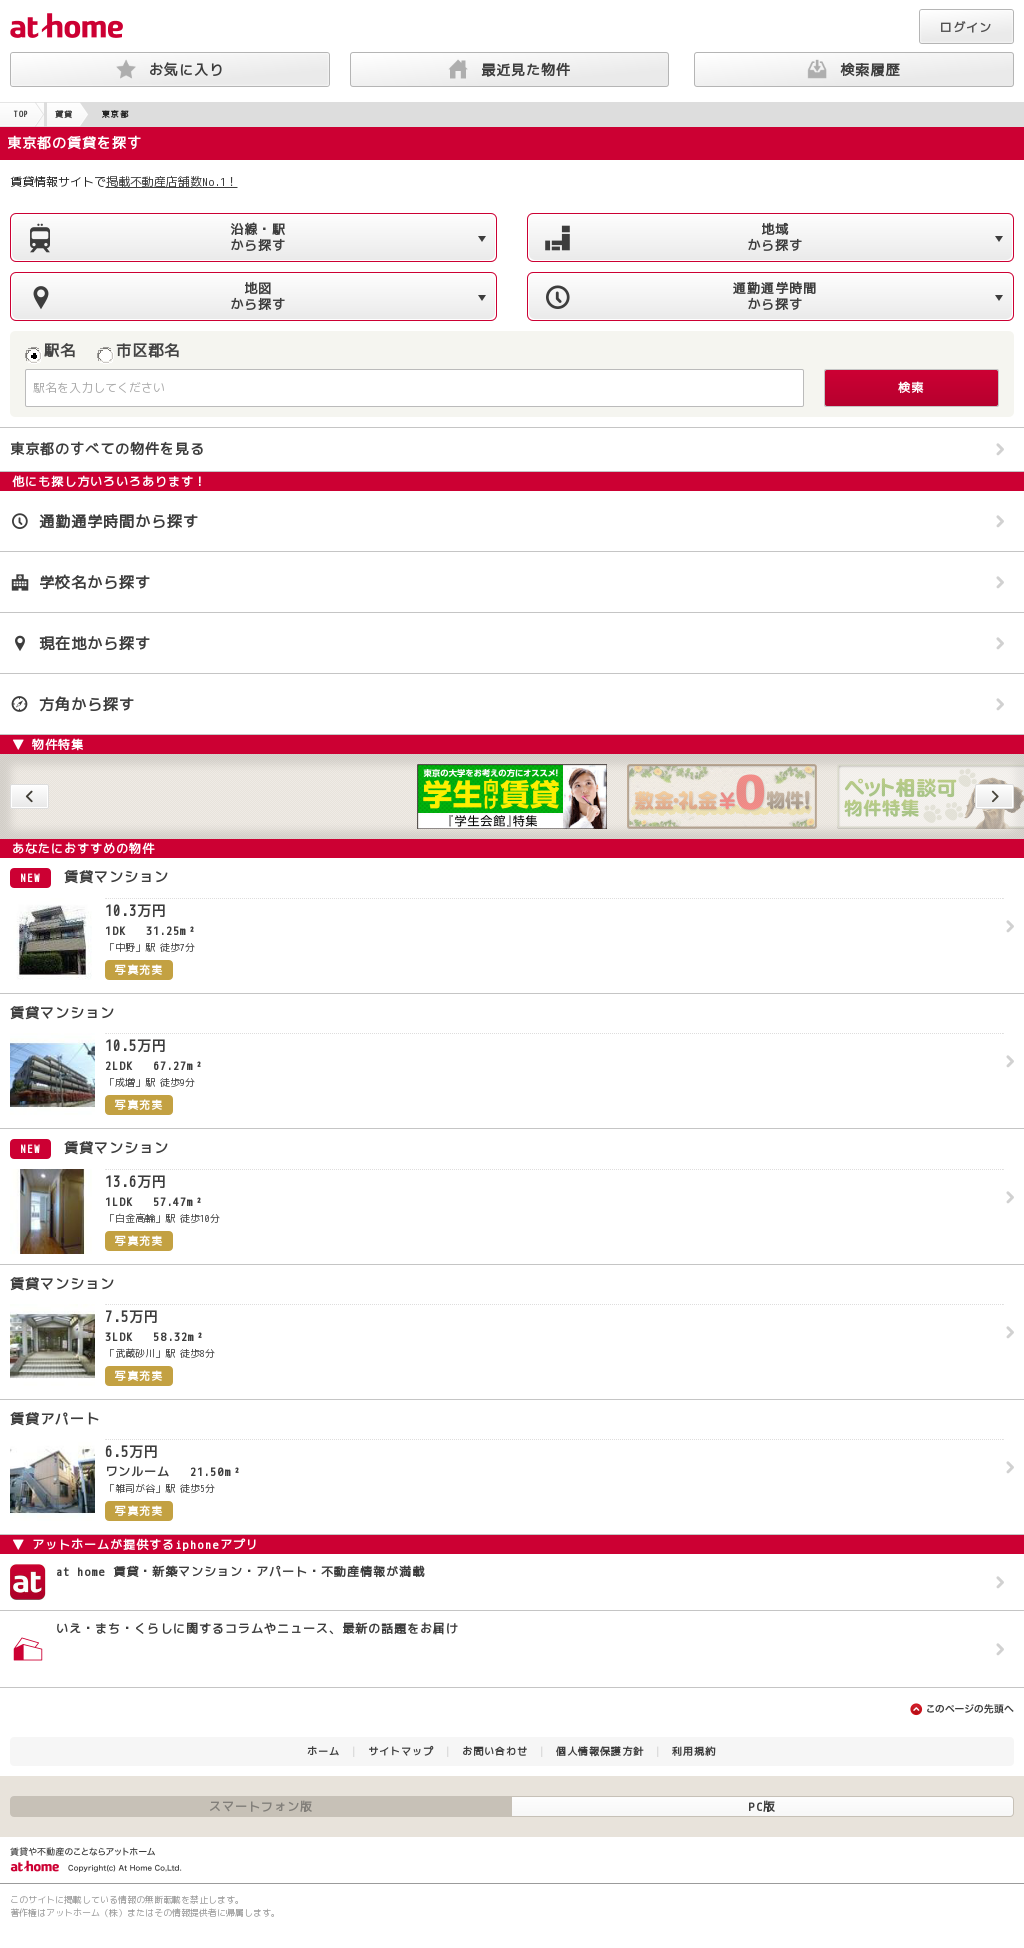 at home
ログイン
お気に入り
最近見た物件
検索履歴
TOP
賃貸
東京都
東京都の賃貸を探す
賃貸情報サイトで掲載不動産店舗数No.1!
沿線・駅
から探す
地域
から探す
地図
から探す
通勤通学時間
から探す
駅名
市区郡名
駅名を入力してください
検索
東京都のすべての物件を見る
他にも探し方いろいろあります!
通勤通学時間から探す
学校名から探す
現在地から探す
方角から探す
▼ 物件特集
東京の大学をお考えの方にオススメ!
学生向け賃貸
『学生会館』特集
敷金・礼金¥0物件!
ペット相談可
物件特集
あなたにおすすめの物件
NEW 賃貸マンション
10.3万円
1DK 31.25m²
「中野」駅 徒歩7分
写真充実
賃貸マンション
10.5万円
2LDK 67.27m²
「成増」駅 徒歩9分
写真充実
NEW 賃貸マンション
13.6万円
1LDK 57.47m²
「白金高輪」駅 徒歩10分
写真充実
賃貸マンション
7.5万円
3LDK 58.32m²
「武蔵砂川」駅 徒歩8分
写真充実
賃貸アパート
6.5万円
ワンルーム 21.50m²
「雑司が谷」駅 徒歩5分
写真充実
▼ アットホームが提供するiphoneアプリ
at
at home 賃貸・新築マンション・アパート・不動産情報が満載
いえ・まち・くらしに関するコラムやニュース、最新の話題をお届け
このページの先頭へ
ホーム | サイトマップ | お問い合わせ | 個人情報保護方針 | 利用規約
スマートフォン版
PC版
賃貸や不動産のことならアットホーム
at home Copyright(c) At Home Co.,Ltd.
このサイトに掲載している情報の無断転載を禁止します。
著作権はアットホーム（株）またはその情報提供者に帰属します。